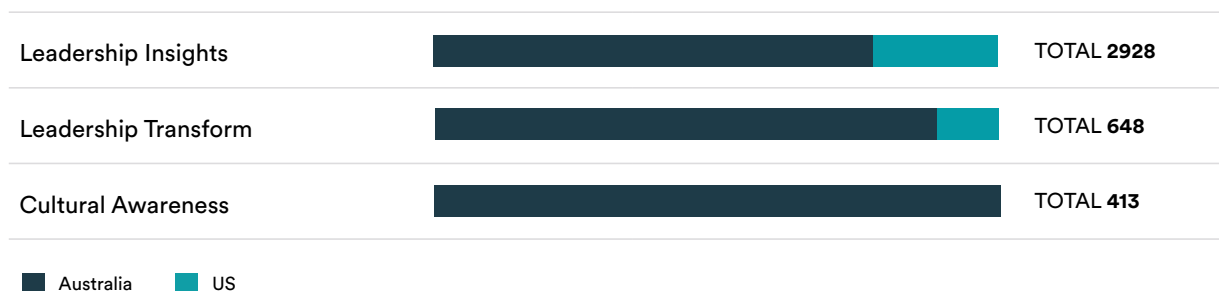 Leadership Insights TOTAL 2928
Leadership Transform TOTAL 648
Cultural Awareness TOTAL 413
Australia US